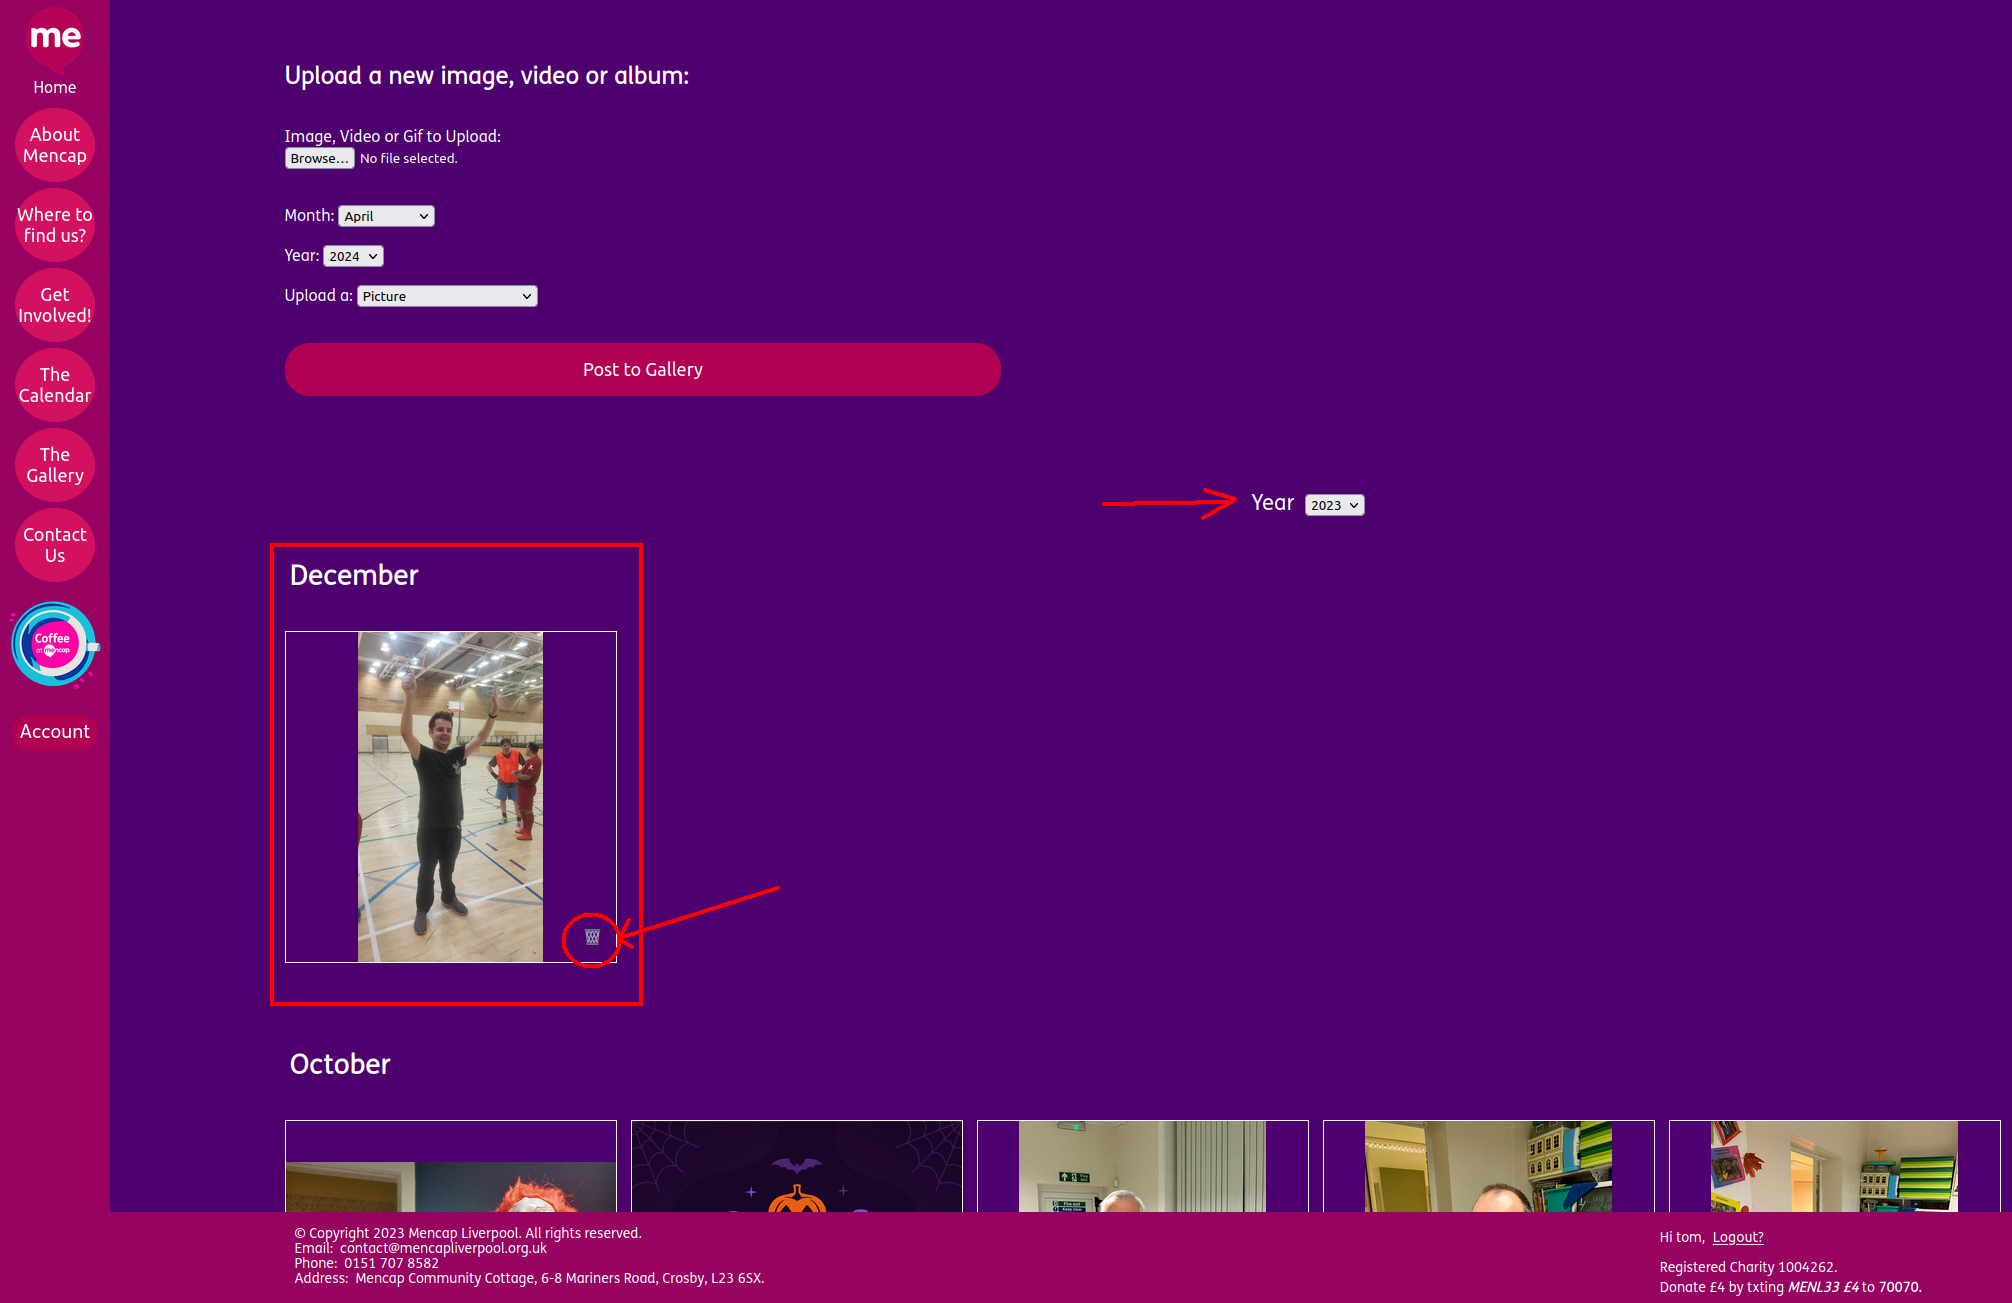 me
Home
About
Mencap
Where to
find us?
Get
Involved!
The
Calendar
The
Gallery
Contact
Us
Coffee
at mencap
Account
Upload a new image, video or album:
Image, Video or Gif to Upload:
Browse... No file selected.
Month: April
Year: 2024
Upload a: Picture
Post to Gallery
Year 2023
December
October
© Copyright 2023 Mencap Liverpool. All rights reserved.
Email: contact@mencapliverpool.org.uk
Phone: 0151 707 8582
Address: Mencap Community Cottage, 6-8 Mariners Road, Crosby, L23 6SX.
Hi tom, Logout?
Registered Charity 1004262.
Donate £4 by txting MENL33 £4 to 70070.